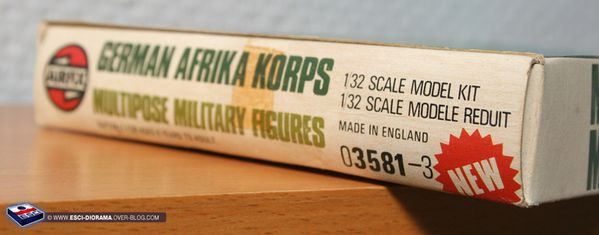 AIRFIX
GERMAN AFRIKA KORPS
MULTIPOSE MILITARY FIGURES
1:32 SCALE MODEL KIT
1:32 SCALE MODELE REDUIT
MADE IN ENGLAND
03581-3
NEW
© WWW.ESCI-DIORAMA.OVER-BLOG.COM